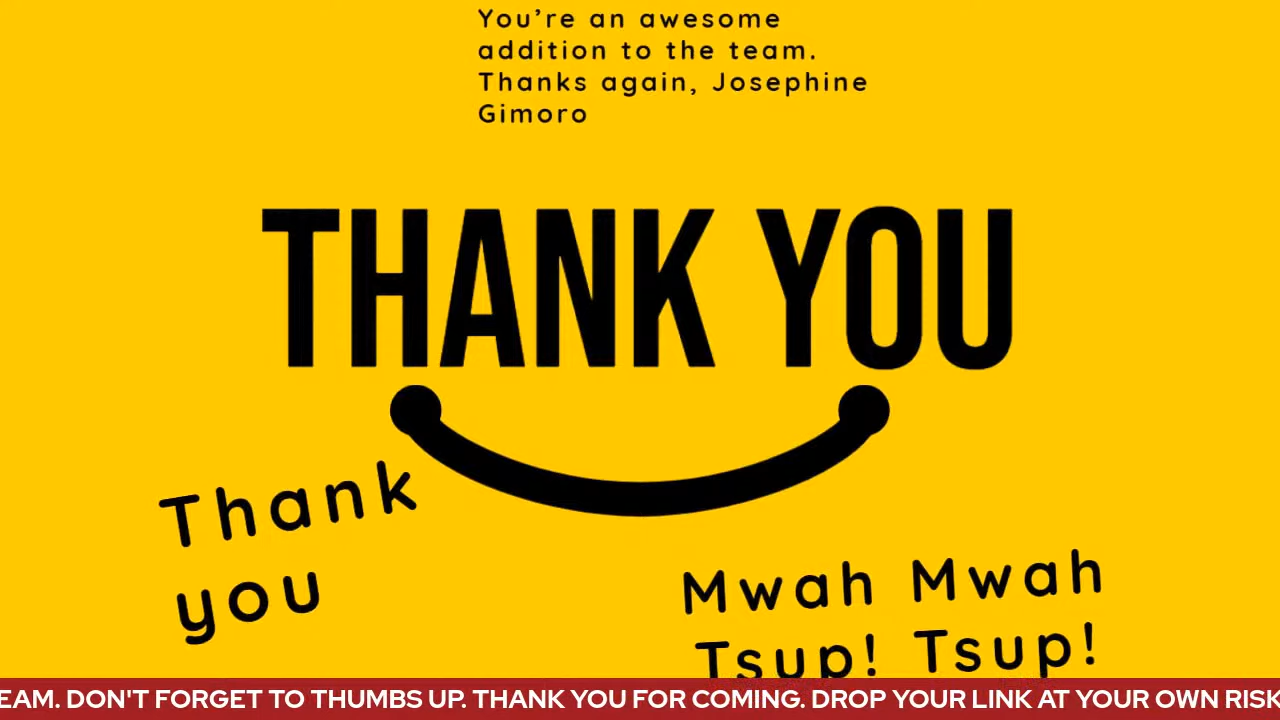 You’re an awesome
addition to the team.
Thanks again, Josephine
Gimoro
THANK YOU
Thank
you
Mwah Mwah
Tsup! Tsup!
EAM. DON'T FORGET TO THUMBS UP. THANK YOU FOR COMING. DROP YOUR LINK AT YOUR OWN RISK